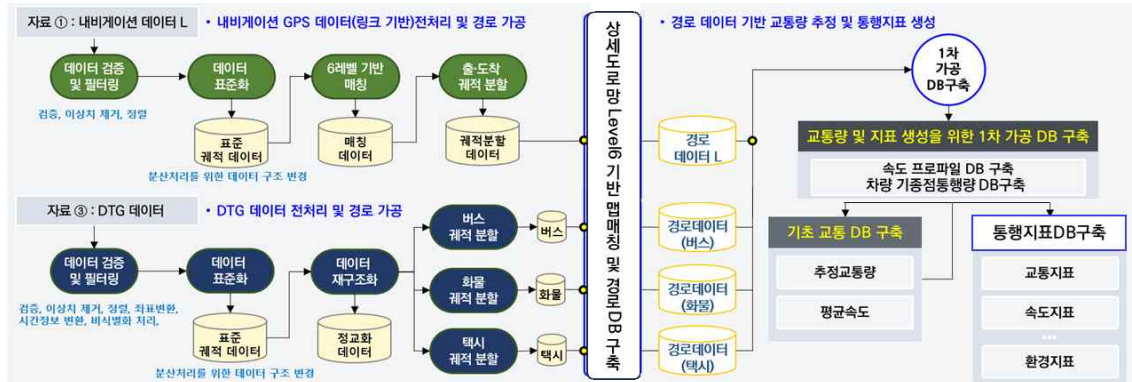 자료 ① : 내비게이션 데이터 L
• 내비게이션 GPS 데이터(링크 기반)전처리 및 경로 가공
데이터 검증
및 필터링
데이터
표준화
6레벨 기반
매칭
출·도착
궤적 분할
검증, 이상치 제거, 정렬
표준
궤적 데이터
매칭
데이터
궤적분할
데이터
분산처리를 위한 데이터 구조 변경
자료 ③ : DTG 데이터
• DTG 데이터 전처리 및 경로 가공
데이터 검증
및 필터링
데이터
표준화
데이터
재구조화
버스
궤적 분할
버스
화물
궤적 분할
화물
택시
궤적 분할
택시
검증, 이상치 제거, 정렬, 좌표변환,
시간정보 변환, 비식별화 처리,
표준
궤적 데이터
정교화
데이터
분산처리를 위한 데이터 구조 변경
상세도로망 Level6 기반 맵매칭 및 경로DB 구축
• 경로 데이터 기반 교통량 추정 및 통행지표 생성
경로
데이터 L
경로데이터
(버스)
경로데이터
(화물)
경로데이터
(택시)
1차
가공
DB구축
교통량 및 지표 생성을 위한 1차 가공 DB 구축
속도 프로파일 DB 구축
차량 기종점통행량 DB구축
기초 교통 DB 구축
추정교통량
평균속도
통행지표DB구축
교통지표
속도지표
...
환경지표